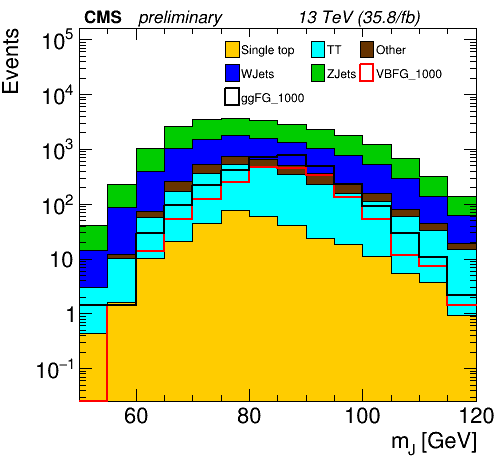 CMS preliminary 13 TeV (35.8/fb)
Single top TT Other
WJets ZJets VBFG_1000
ggFG_1000
Events
10⁵
10⁴
10³
10²
10
1
10⁻¹
60 80 100 120
m_J [GeV]